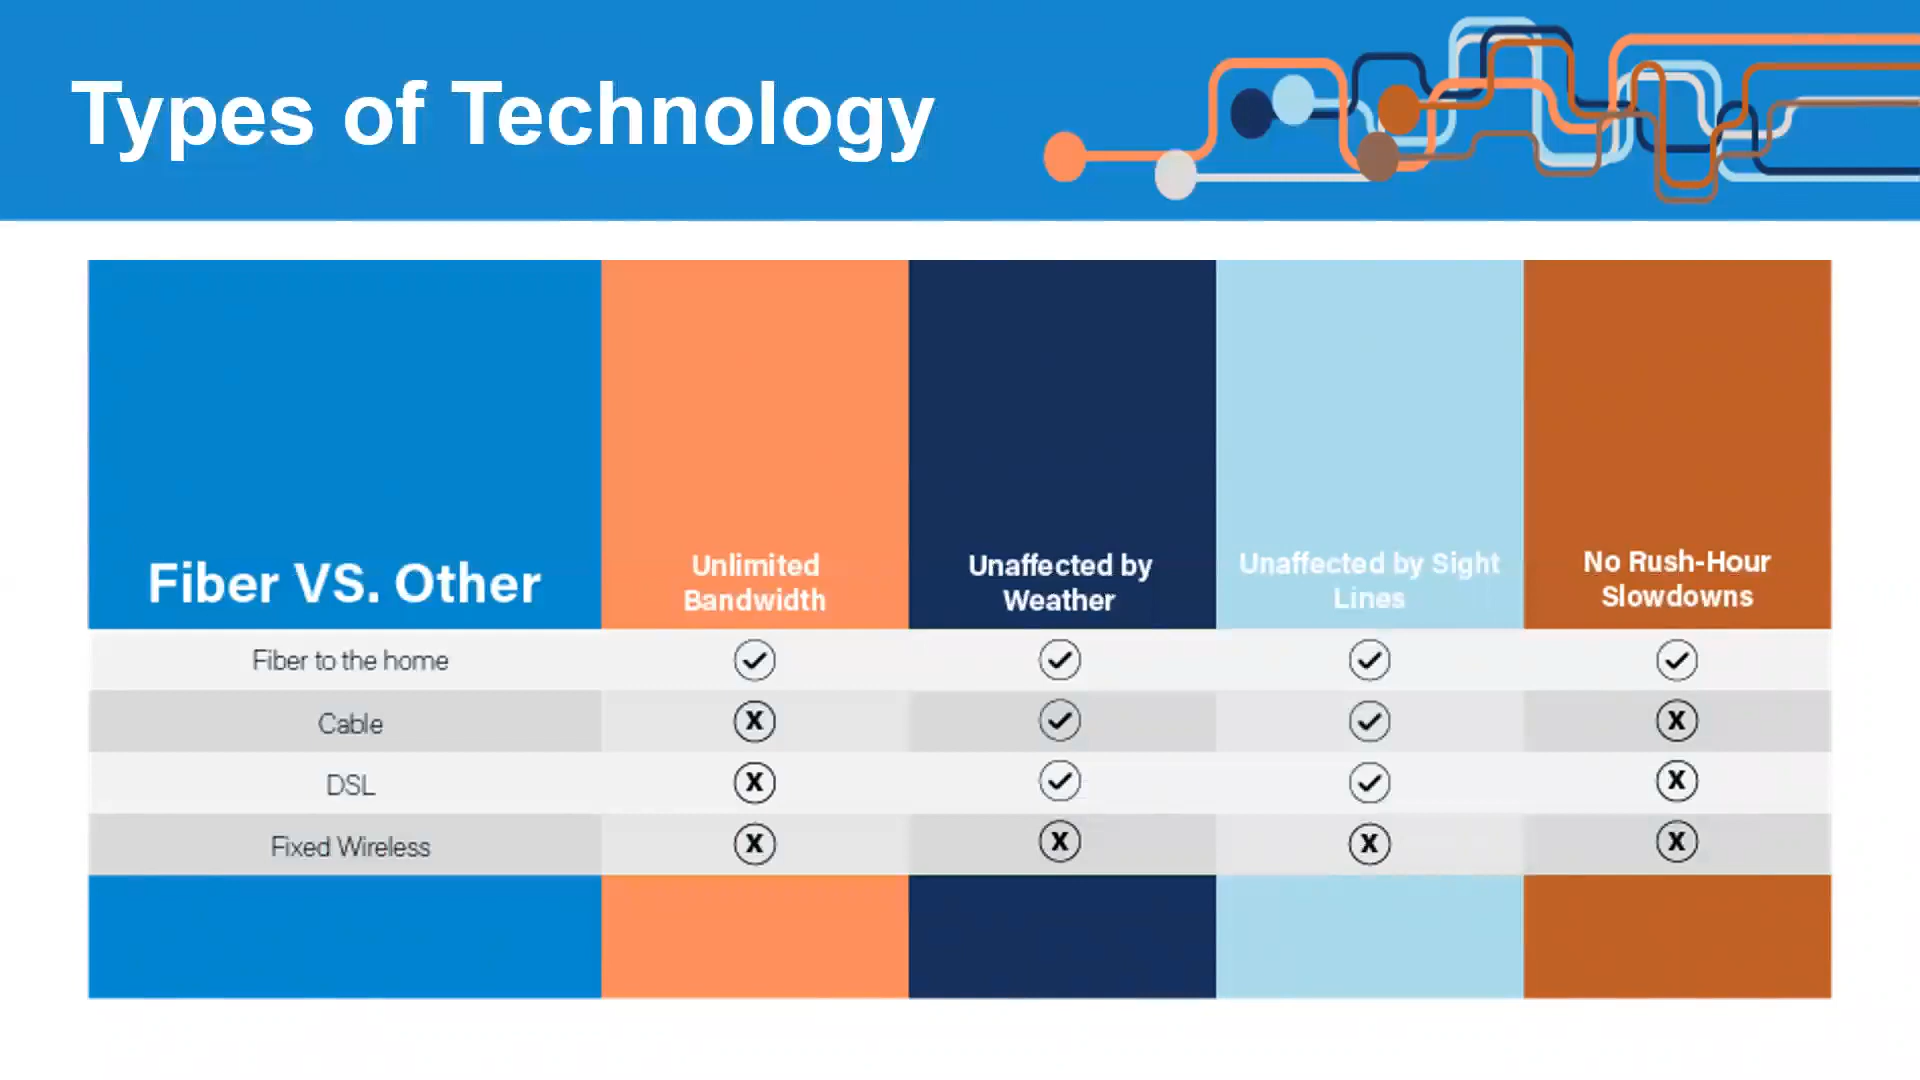 Types of Technology
Fiber VS. Other
Unlimited
Bandwidth
Unaffected by
Weather
Unaffected by Sight
Lines
No Rush-Hour
Slowdowns
Fiber to the home ✓ ✓ ✓ ✓
Cable X ✓ ✓ X
DSL X ✓ ✓ X
Fixed Wireless X X X X